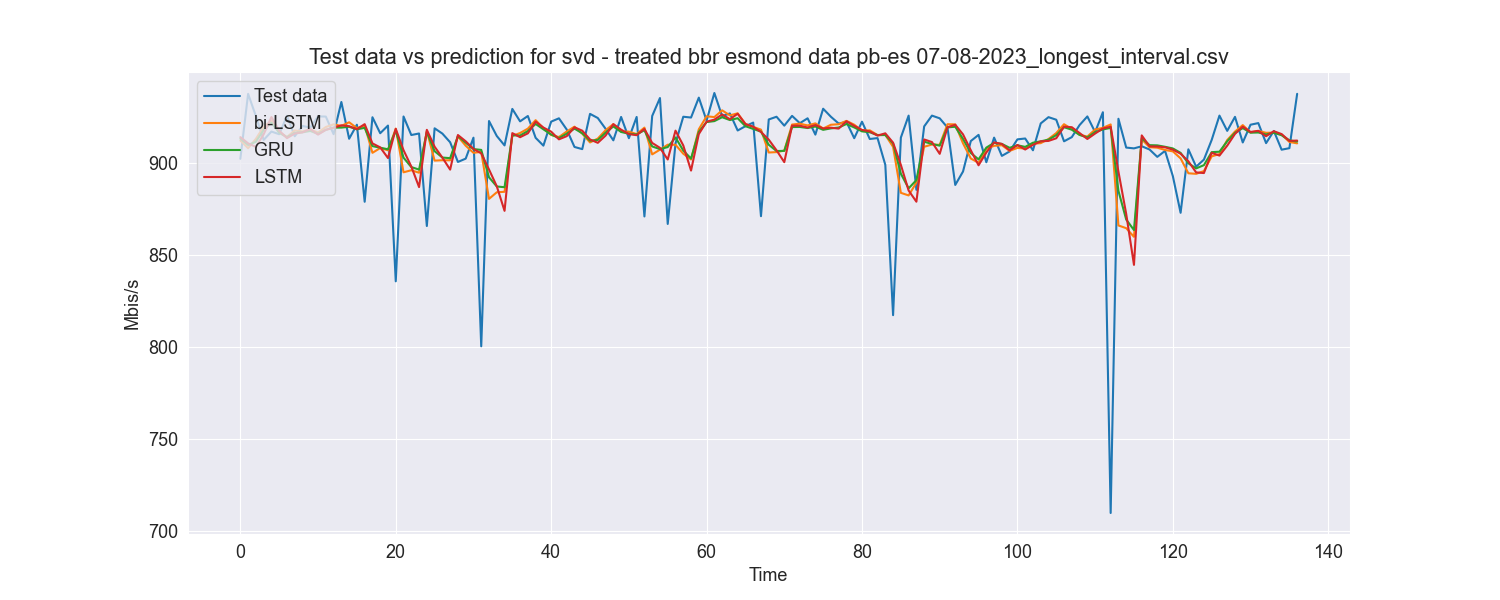 Test data vs prediction for svd - treated bbr esmond data pb-es 07-08-2023_longest_interval.csv
Test data
bi-LSTM
GRU
LSTM
900
850
800
750
700
Mbis/s
0 20 40 60 80 100 120 140
Time